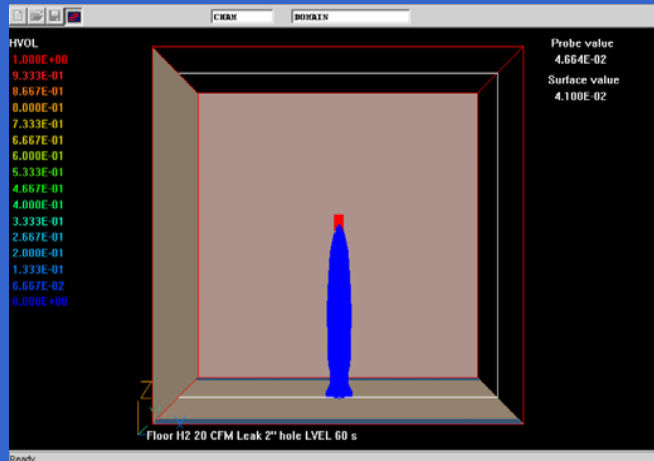 CHAM
DOMAIN
HVOL
1.000E+00
9.333E-01
8.667E-01
8.000E-01
7.333E-01
6.667E-01
6.000E-01
5.333E-01
4.667E-01
4.000E-01
3.333E-01
2.667E-01
2.000E-01
1.333E-01
6.667E-02
0.000E+00
Probe value
4.664E-02
Surface value
4.100E-02
Z
Y
X
Floor H2 20 CFM Leak 2" hole LVEL 60 s
Ready